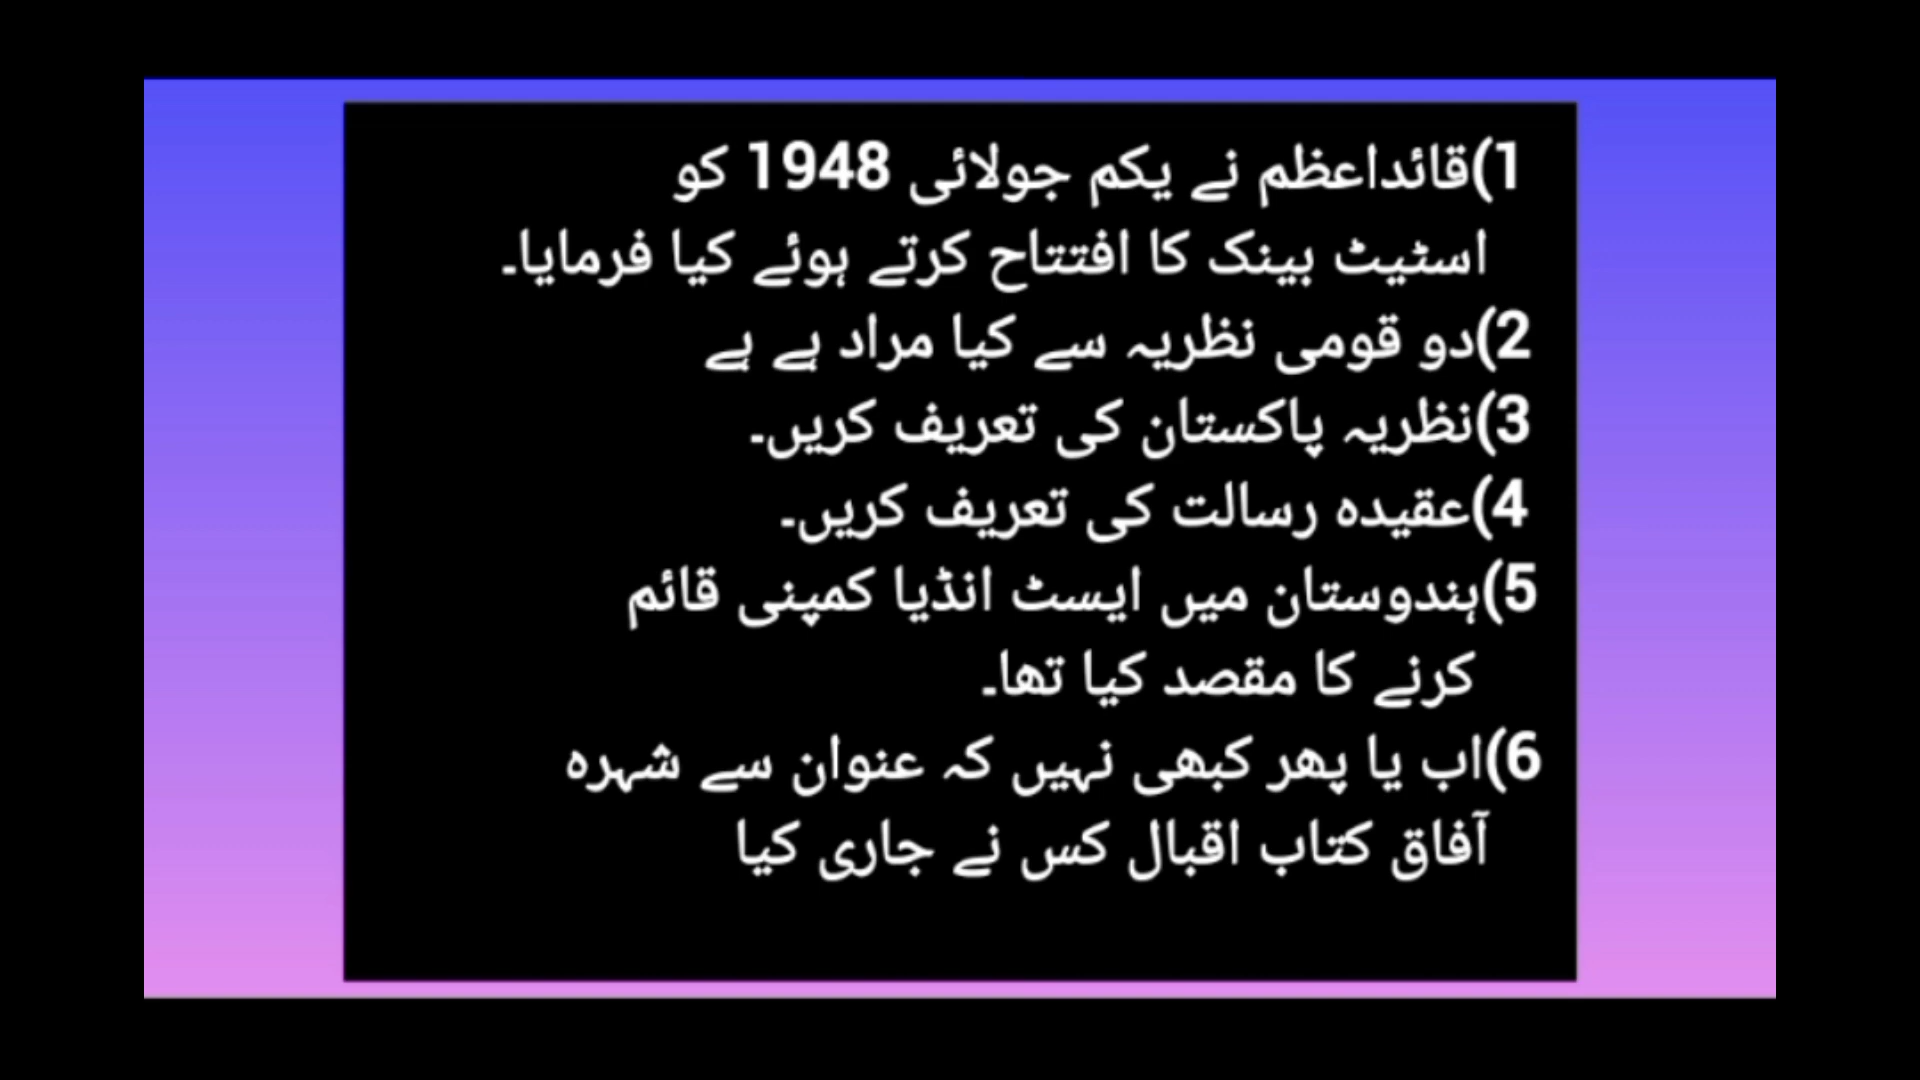 1)قائداعظم نے یکم جولائی 1948 کو
اسٹیٹ بینک کا افتتاح کرتے ہوئے کیا فرمایا۔
2)دو قومی نظریہ سے کیا مراد ہے ہے
3)نظریہ پاکستان کی تعریف کریں۔
4)عقیدہ رسالت کی تعریف کریں۔
5)ہندوستان میں ایسٹ انڈیا کمپنی قائم
کرنے کا مقصد کیا تھا۔
6)اب یا پھر کبھی نہیں کہ عنوان سے شہرہ
آفاق کتاب اقبال کس نے جاری کیا